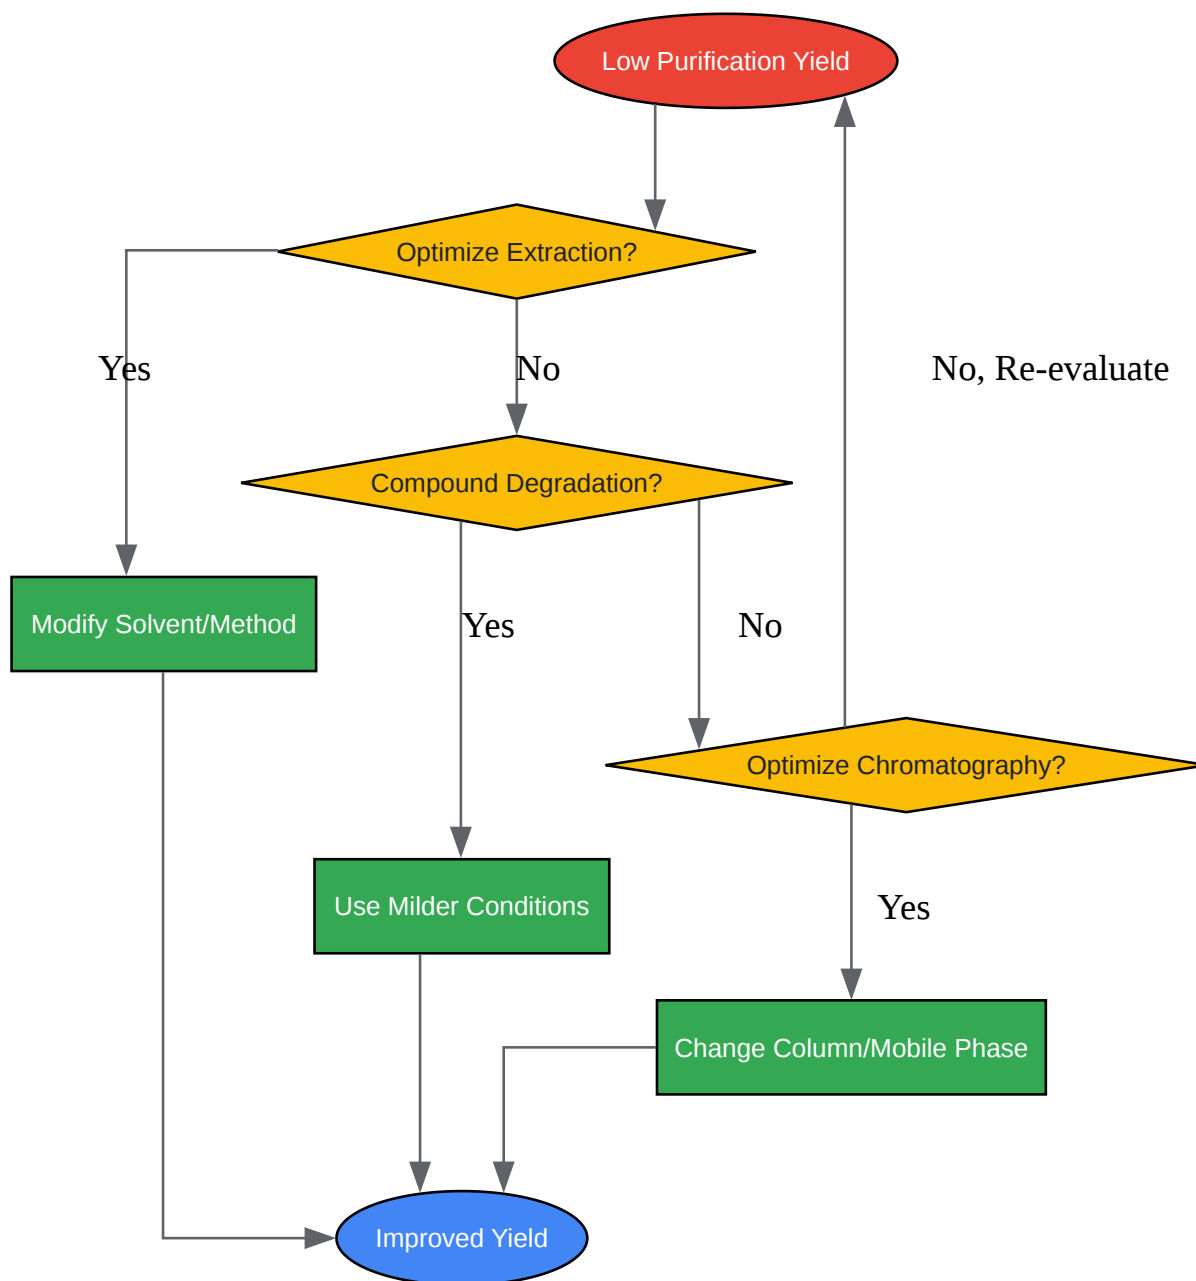 Low Purification Yield
Optimize Extraction?
Yes
No
No, Re-evaluate
Compound Degradation?
Modify Solvent/Method
Yes
No
Optimize Chromatography?
Use Milder Conditions
Yes
Change Column/Mobile Phase
Improved Yield